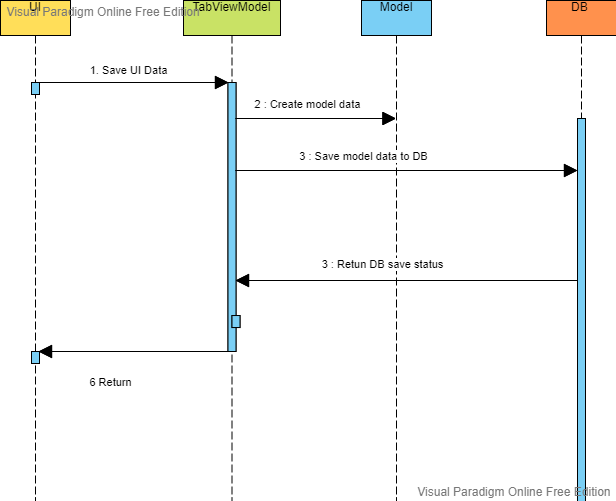 UI
Visual Paradigm Online Free Edition
TabViewModel
Model
DB
1. Save UI Data
2 : Create model data
3 : Save model data to DB
3 : Retun DB save status
6 Return
Visual Paradigm Online Free Edition